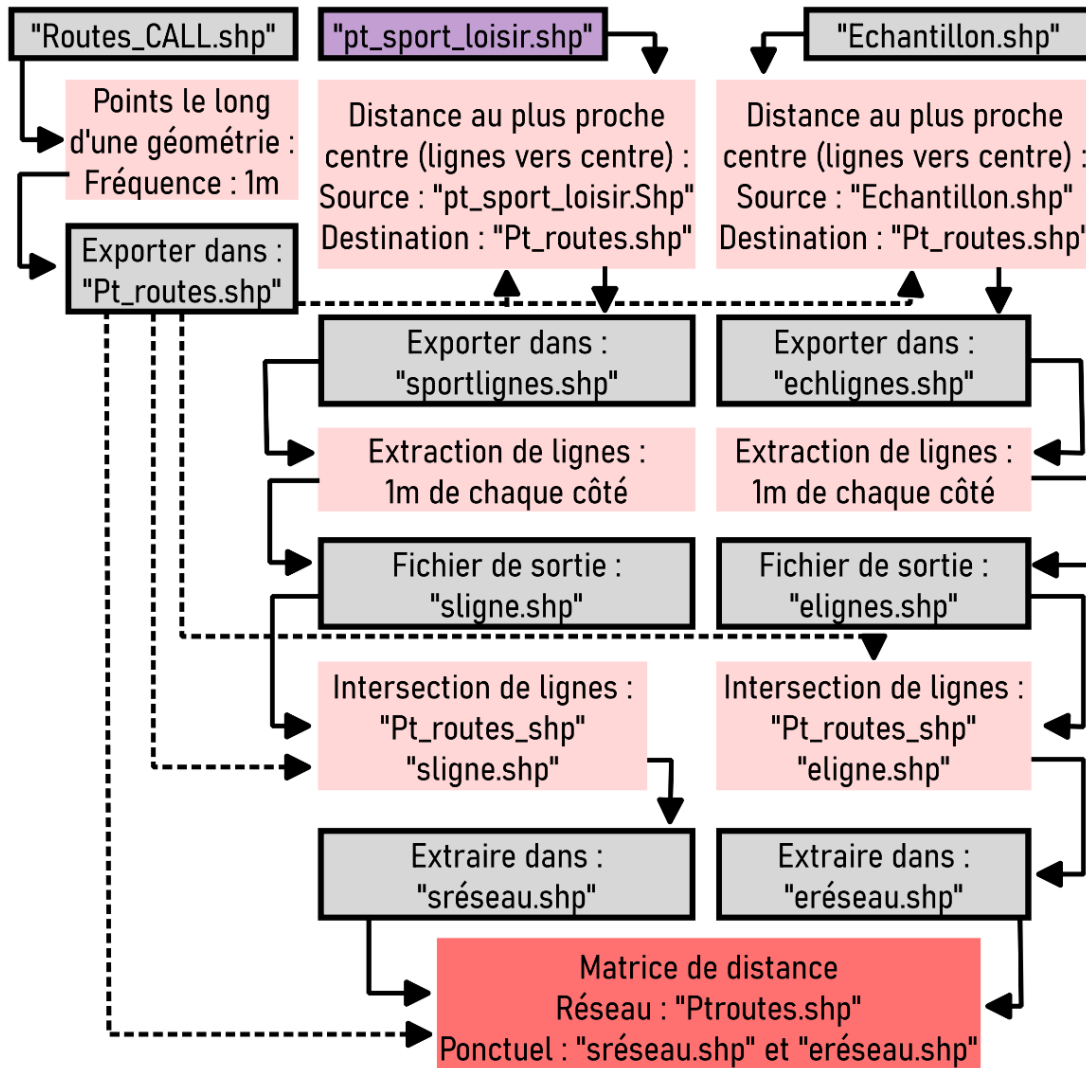 "Routes_CALL.shp"
"pt_sport_loisir.shp"
"Echantillon.shp"
Points le long
d'une géométrie :
Fréquence : 1m
Distance au plus proche
centre (lignes vers centre) :
Source : "pt_sport_loisir.Shp"
Destination : "Pt_routes.shp"
Distance au plus proche
centre (lignes vers centre) :
Source : "Echantillon.shp"
Destination : "Pt_routes.shp"
Exporter dans :
"Pt_routes.shp"
Exporter dans :
"sportlignes.shp"
Exporter dans :
"echlignes.shp"
Extraction de lignes :
1m de chaque côté
Extraction de lignes :
1m de chaque côté
Fichier de sortie :
"sligne.shp"
Fichier de sortie :
"elignes.shp"
Intersection de lignes :
"Pt_routes_shp"
"sligne.shp"
Intersection de lignes :
"Pt_routes_shp"
"eligne.shp"
Extraire dans :
"sréseau.shp"
Extraire dans :
"eréseau.shp"
Matrice de distance
Réseau : "Ptroutes.shp"
Ponctuel : "sréseau.shp" et "eréseau.shp"